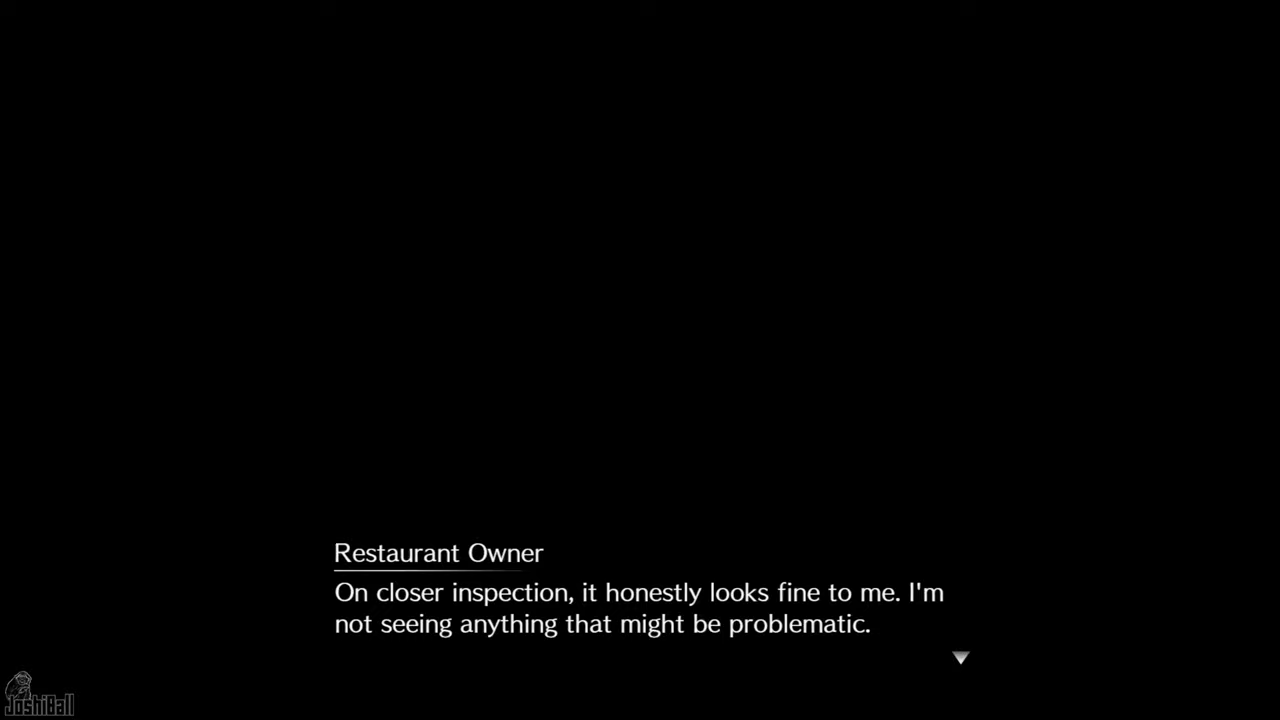 Restaurant Owner
On closer inspection, it honestly looks fine to me. I'm
not seeing anything that might be problematic.
JoshiBall